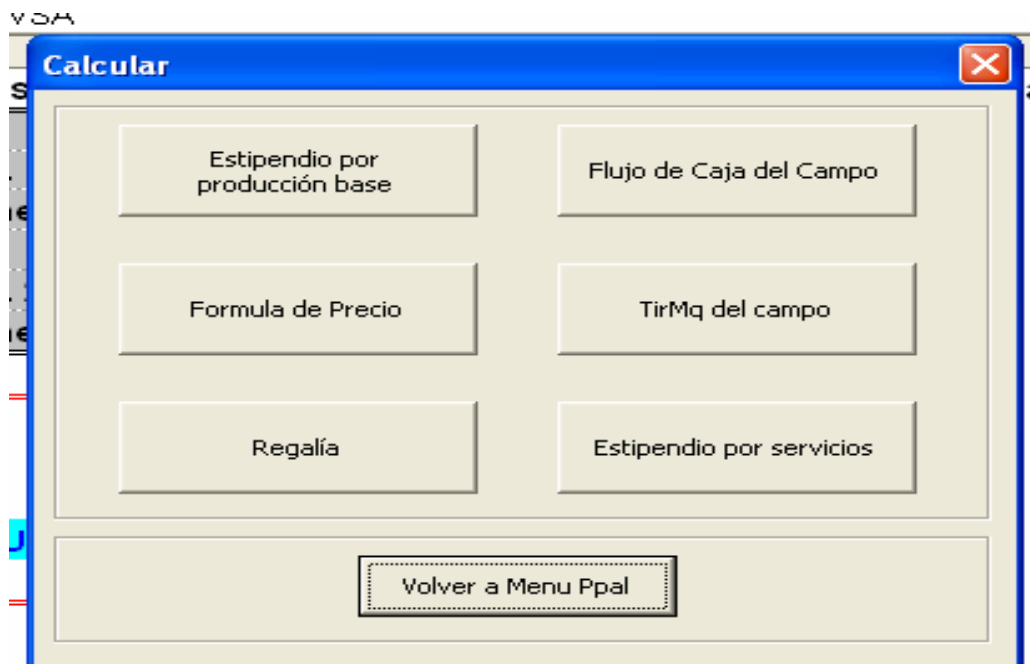 VSA
Calcular
Estipendio por
producción base
Flujo de Caja del Campo
Formula de Precio
TirMq del campo
Regalía
Estipendio por servicios
Volver a Menu Ppal